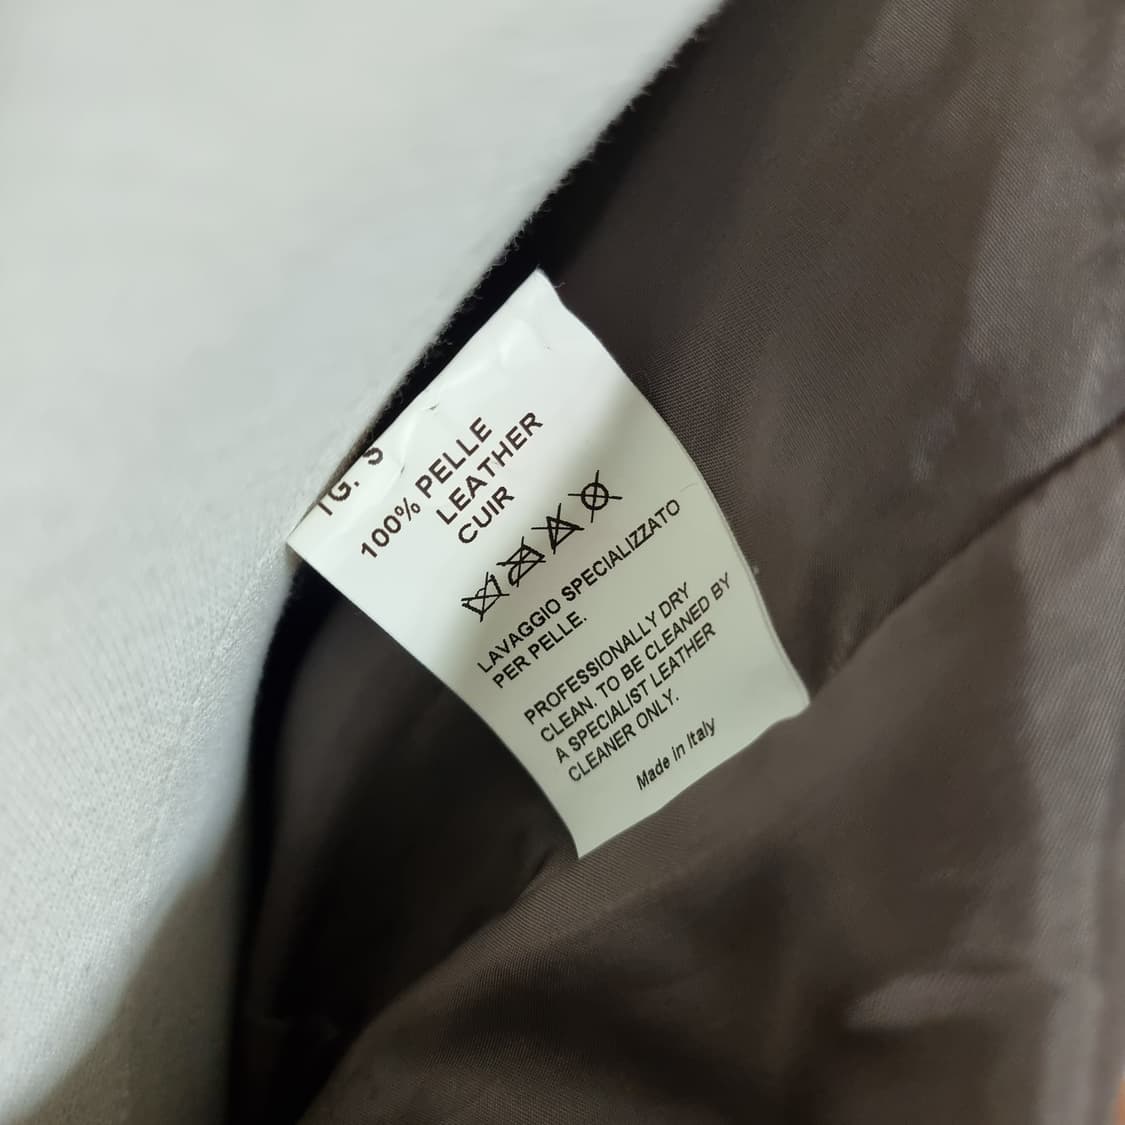 TG. S
100% PELLE
LEATHER
CUIR
LAVAGGIO SPECIALIZZATO
PER PELLE.
PROFESSIONALLY DRY
CLEAN. TO BE CLEANED BY
A SPECIALIST LEATHER
CLEANER ONLY.
Made in Italy